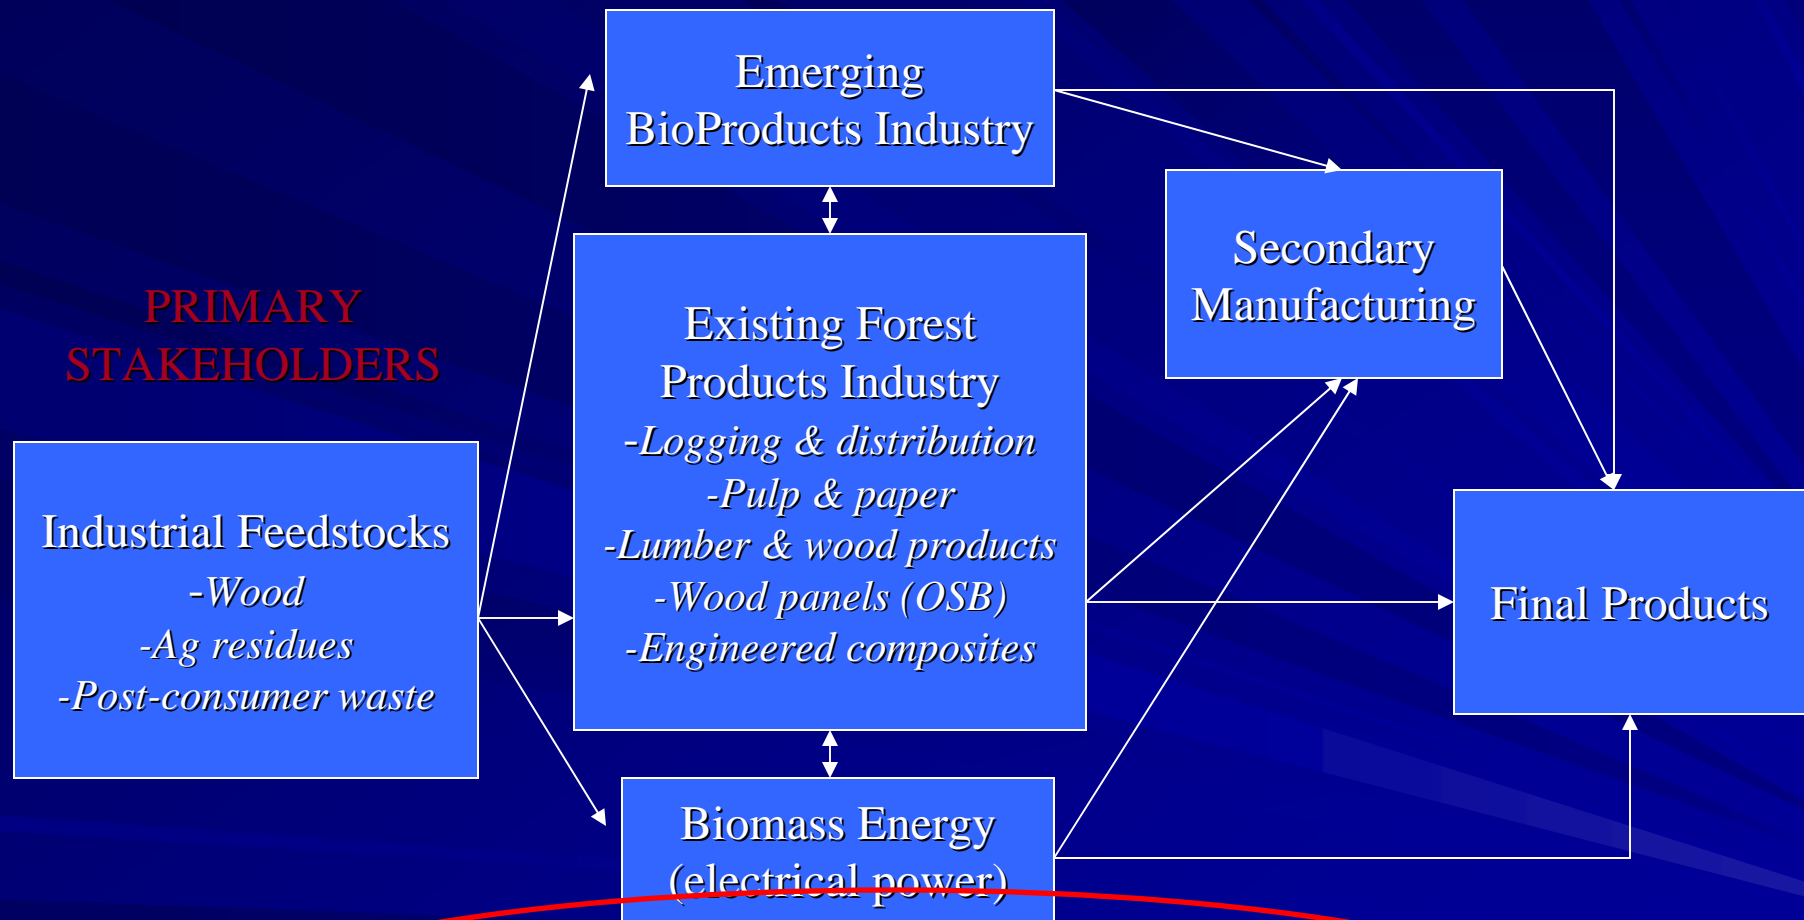 Emerging
BioProducts Industry
Secondary
Manufacturing
PRIMARY
STAKEHOLDERS
Existing Forest
Products Industry
-Logging & distribution
-Pulp & paper
-Lumber & wood products
-Wood panels (OSB)
-Engineered composites
Industrial Feedstocks
-Wood
-Ag residues
-Post-consumer waste
Final Products
Biomass Energy
(electrical power)